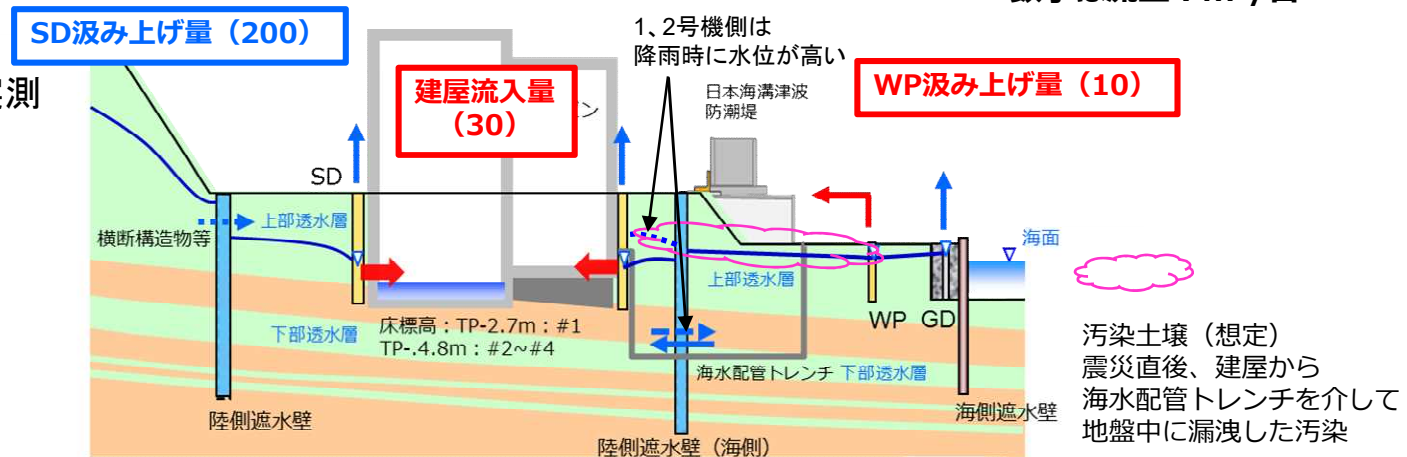 SD汲み上げ量（200）
1、2号機側は
降雨時に水位が高い
建屋流入量
（30）
ン
日本海溝津波
防潮堤
WP汲み上げ量（10）
測
SD
横断構造物等
上部透水層
上部透水層
海面
WP
GD
下部透水層
床標高：TP-2.7m：#1
TP-.4.8m：#2~#4
海水配管トレンチ
下部透水層
陸側遮水壁
陸側遮水壁（海側）
海側遮水壁
汚染土壌（想定）
震災直後、建屋から
海水配管トレンチを介して
地盤中に漏洩した汚染